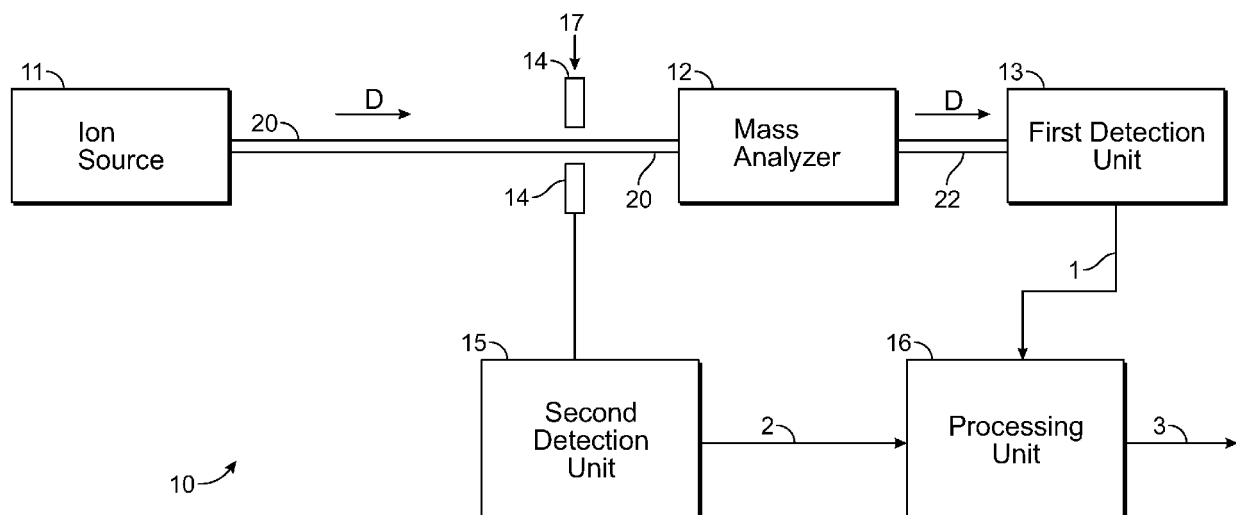 17
11
14
12
13
D
D
Ion
Source
20
Mass
Analyzer
First Detection
Unit
14
20
22
1
15
16
Second
Detection
Unit
2
Processing
Unit
3
10